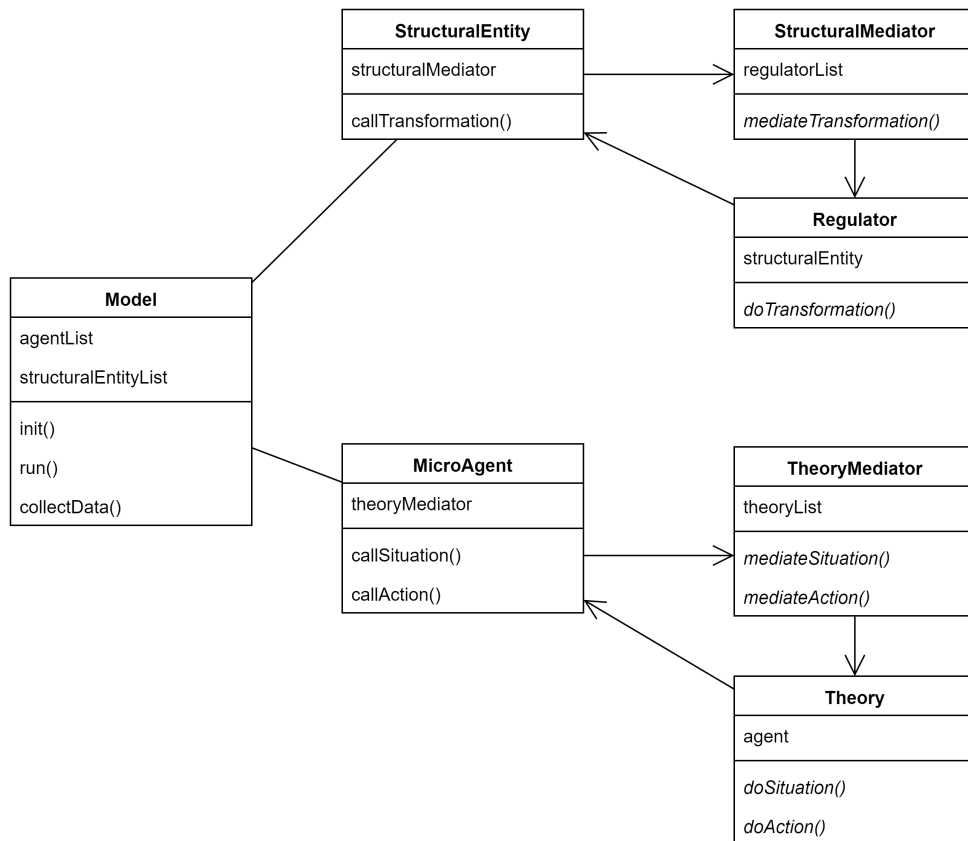 StructuralEntity
structuralMediator
callTransformation()
StructuralMediator
regulatorList
mediateTransformation()
Regulator
structuralEntity
doTransformation()
Model
agentList
structuralEntityList
init()
run()
collectData()
MicroAgent
theoryMediator
callSituation()
callAction()
TheoryMediator
theoryList
mediateSituation()
mediateAction()
Theory
agent
doSituation()
doAction()